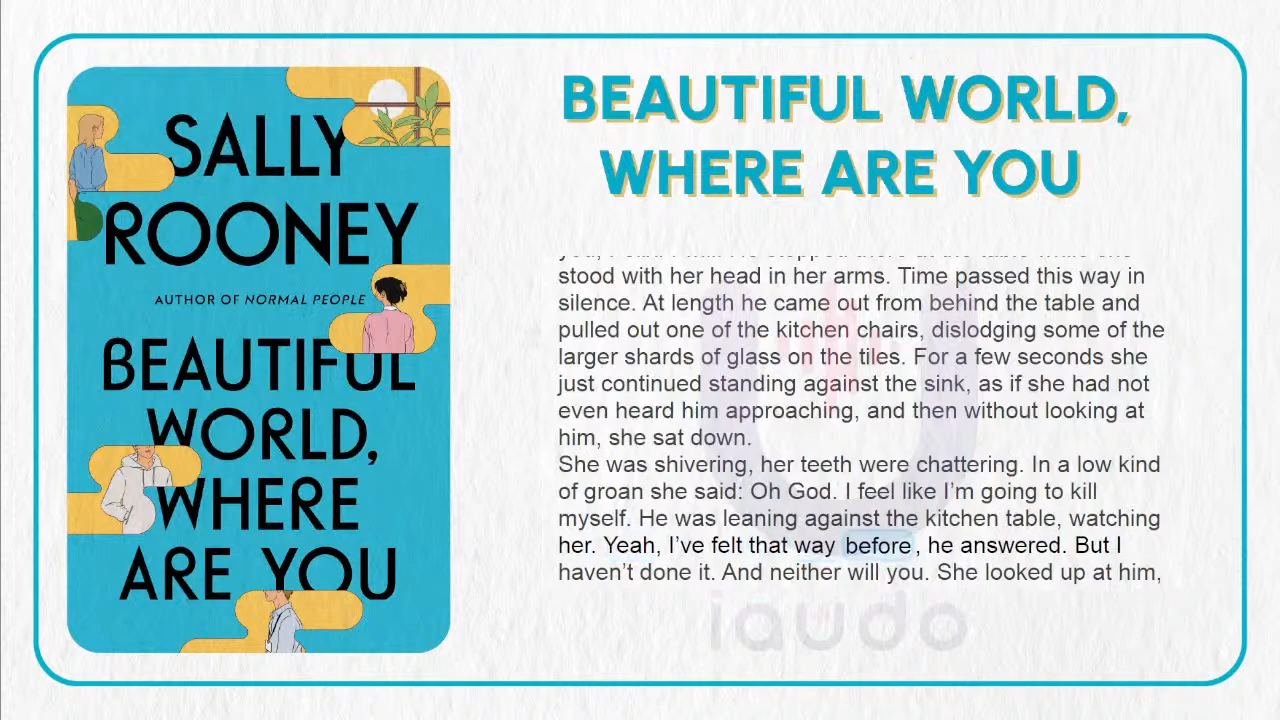 SALLY
ROONEY
AUTHOR OF NORMAL PEOPLE
BEAUTIFUL
WORLD,
WHERE
ARE YOU
BEAUTIFUL WORLD,
WHERE ARE YOU
stood with her head in her arms. Time passed this way in
silence. At length he came out from behind the table and
pulled out one of the kitchen chairs, dislodging some of the
larger shards of glass on the tiles. For a few seconds she
just continued standing against the sink, as if she had not
even heard him approaching, and then without looking at
him, she sat down.
She was shivering, her teeth were chattering. In a low kind
of groan she said: Oh God. I feel like I’m going to kill
myself. He was leaning against the kitchen table, watching
her. Yeah, I’ve felt that way before, he answered. But I
haven’t done it. And neither will you. She looked up at him,
iaudo